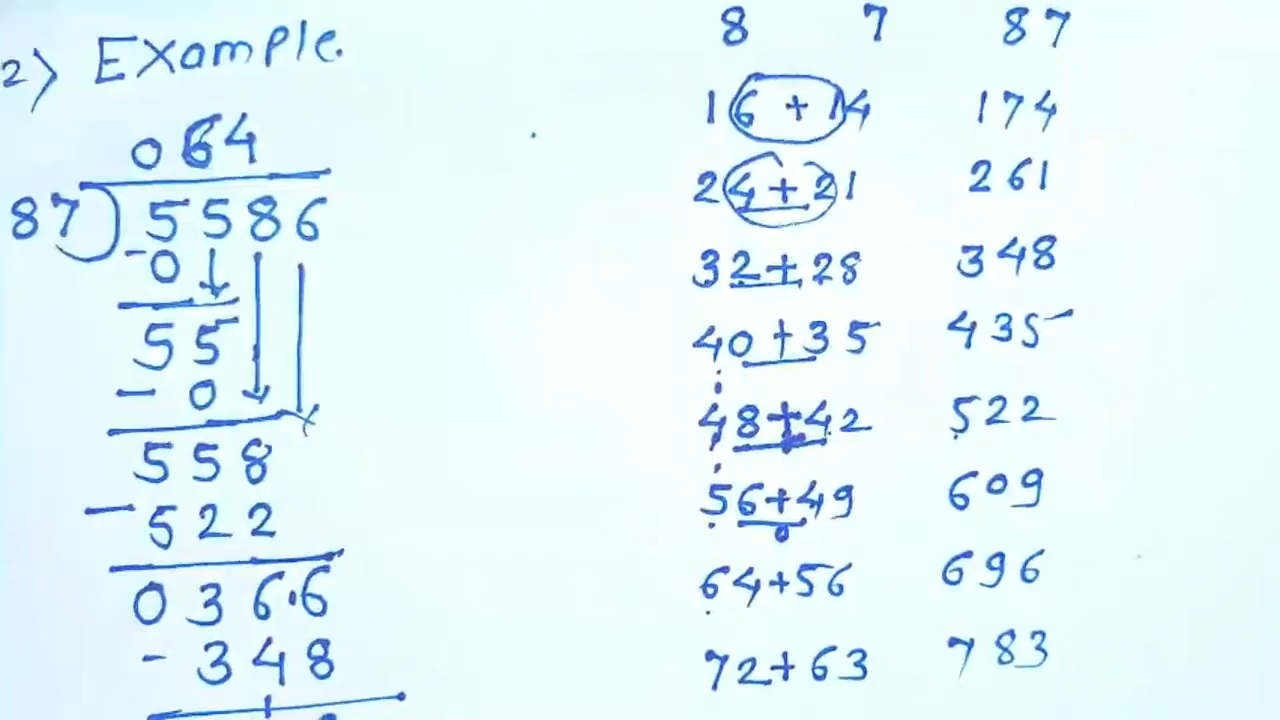 2) Example.
064
87) 5586
-0
55
- 0
558
- 522
036.6
- 348
8 7 87
16 + 14 174
24 + 21 261
32 + 28 348
40 + 35 435
48 + 42 522
56 + 49 609
64 + 56 696
72 + 63 783